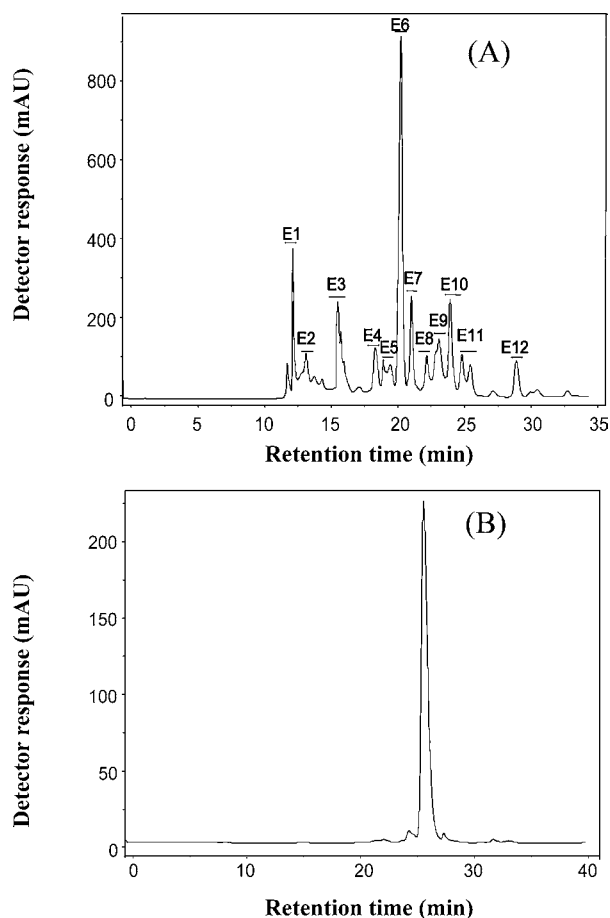 E6
(A)
800
600
Detector response (mAU)
E1
400
E3
E7
E10
200
E2
E4
E5
E8
E9
E11
E12
0
0 5 10 15 20 25 30 35
Retention time (min)
(B)
200
150
Detector response (mAU)
100
50
0
0 10 20 30 40
Retention time (min)